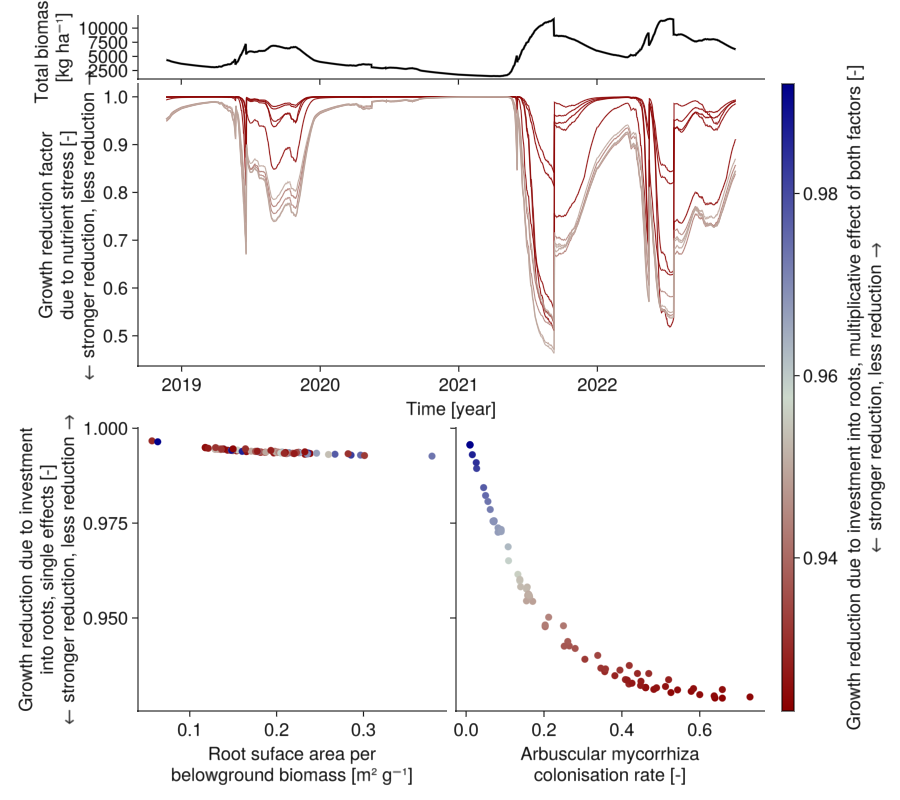 Total biomass
[kg ha⁻¹]
10000
7500
5000
2500
Growth reduction factor
due to nutrient stress [-]
← stronger reduction, less reduction →
1.0
0.9
0.8
0.7
0.6
0.5
2019
2020
2021
2022
Time [year]
Growth reduction due to investment
into roots, single effects [-]
← stronger reduction, less reduction →
1.000
0.975
0.950
0.1
0.2
0.3
Root suface area per
belowground biomass [m² g⁻¹]
0.0
0.2
0.4
0.6
Arbuscular mycorrhiza
colonisation rate [-]
0.98
0.96
0.94
Growth reduction due to investment into roots, multiplicative effect of both factors [-]
← stronger reduction, less reduction →